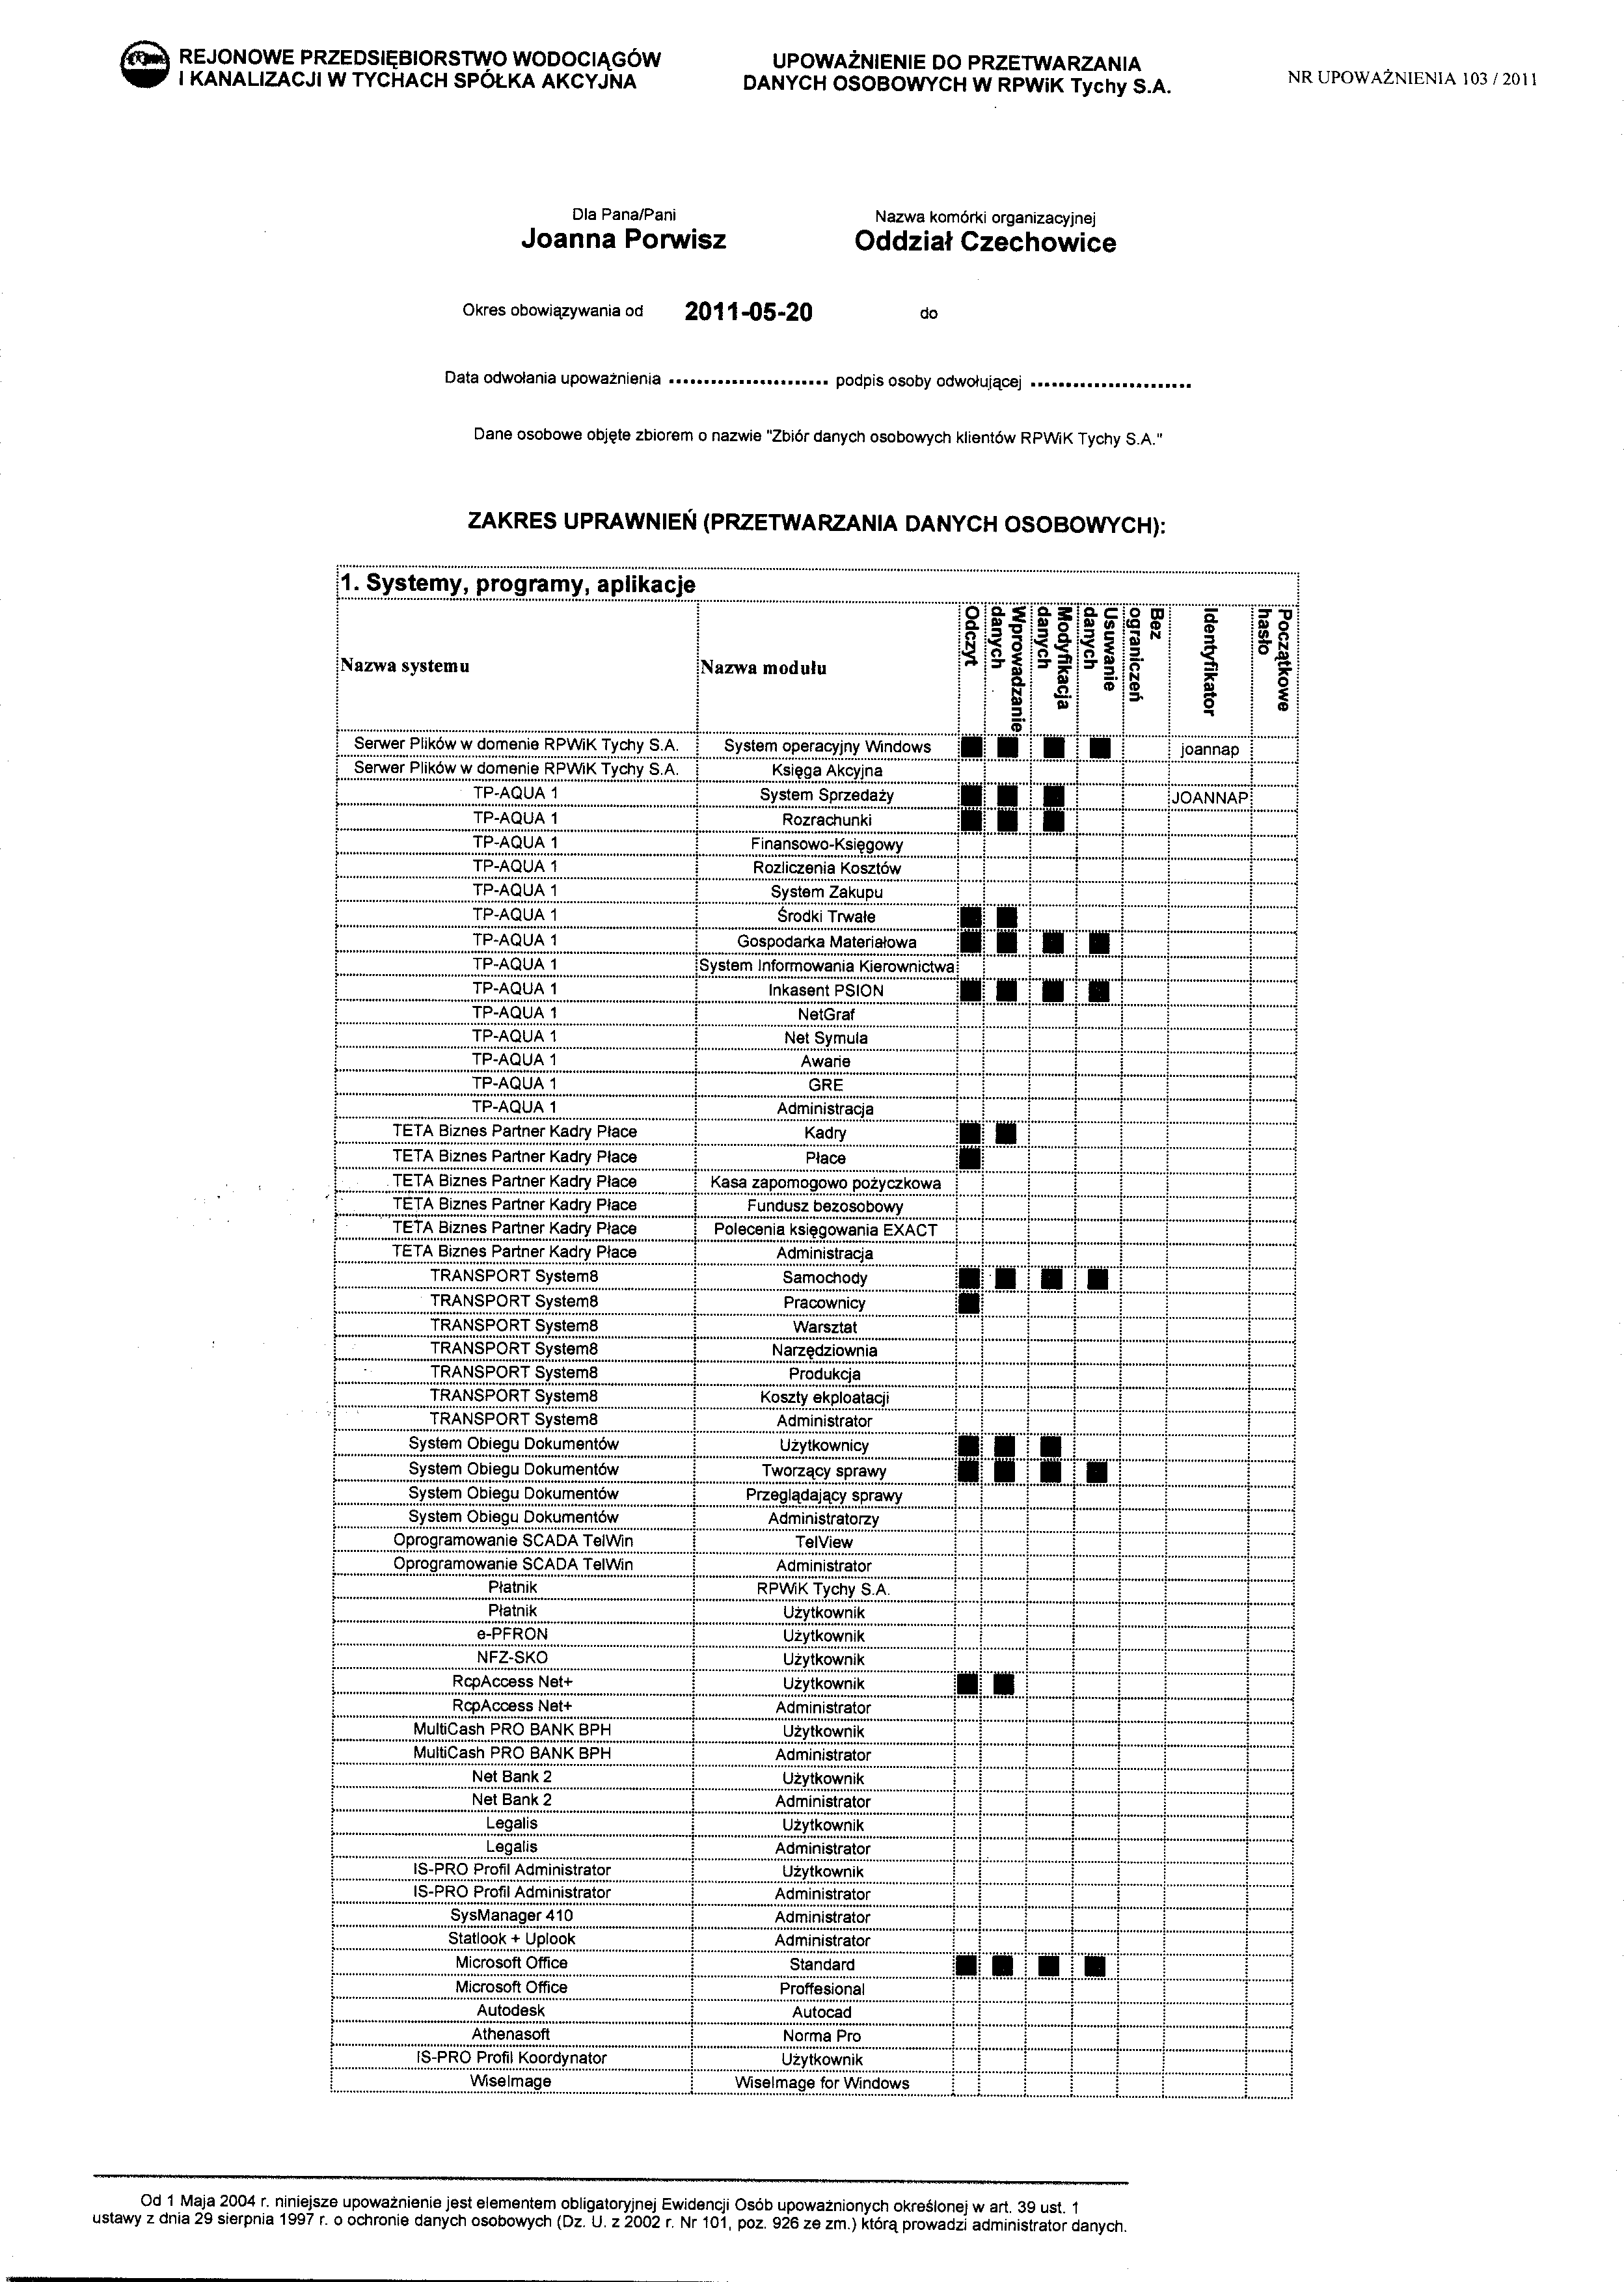 REJONOWE PRZEDSIĘBIORSTWO WODOCIĄGÓW
I KANALIZACJI W TYCHACH SPÓŁKA AKCYJNA
UPOWAŻNIENIE DO PRZETWARZANIA
DANYCH OSOBOWYCH W RPWiK Tychy S.A.
NR UPOWAŻNIENIA 103 / 2011
Dla Pana/Pani
Joanna Porwisz
Nazwa komórki organizacyjnej
Oddział Czechowice
Okres obowiązywania od 2011-05-20 do
Data odwołania upoważnienia ....................... podpis osoby odwołującej .......................
Dane osobowe objęte zbiorem o nazwie "Zbiór danych osobowych klientów RPWiK Tychy S.A."
ZAKRES UPRAWNIEŃ (PRZETWARZANIA DANYCH OSOBOWYCH):
1. Systemy, programy, aplikacje
Nazwa systemu Nazwa modułu Odczyt Wprowadzanie danych Modyfikacja danych Usuwanie danych Bez ograniczeń Identyfikator Początkowe hasło
Serwer Plików w domenie RPWiK Tychy S.A. System operacyjny Windows joannap
Serwer Plików w domenie RPWiK Tychy S.A. Księga Akcyjna
TP-AQUA 1 System Sprzedaży JOANNAP
TP-AQUA 1 Rozrachunki
TP-AQUA 1 Finansowo-Księgowy
TP-AQUA 1 Rozliczenia Kosztów
TP-AQUA 1 System Zakupu
TP-AQUA 1 Środki Trwałe
TP-AQUA 1 Gospodarka Materiałowa
TP-AQUA 1 System Informowania Kierownictwa
TP-AQUA 1 Inkasent PSION
TP-AQUA 1 NetGraf
TP-AQUA 1 Net Symula
TP-AQUA 1 Awarie
TP-AQUA 1 GRE
TP-AQUA 1 Administracja
TETA Biznes Partner Kadry Płace Kadry
TETA Biznes Partner Kadry Płace Płace
TETA Biznes Partner Kadry Płace Kasa zapomogowo pożyczkowa
TETA Biznes Partner Kadry Płace Fundusz bezosobowy
TETA Biznes Partner Kadry Płace Polecenia księgowania EXACT
TETA Biznes Partner Kadry Płace Administracja
TRANSPORT System8 Samochody
TRANSPORT System8 Pracownicy
TRANSPORT System8 Warsztat
TRANSPORT System8 Narzędziownia
TRANSPORT System8 Produkcja
TRANSPORT System8 Koszty ekploatacji
TRANSPORT System8 Administrator
System Obiegu Dokumentów Użytkownicy
System Obiegu Dokumentów Tworzący sprawy
System Obiegu Dokumentów Przeglądający sprawy
System Obiegu Dokumentów Administratorzy
Oprogramowanie SCADA TelWin TelView
Oprogramowanie SCADA TelWin Administrator
Płatnik RPWiK Tychy S.A.
Płatnik Użytkownik
e-PFRON Użytkownik
NFZ-SKO Użytkownik
RcpAccess Net+ Użytkownik
RcpAccess Net+ Administrator
MultiCash PRO BANK BPH Użytkownik
MultiCash PRO BANK BPH Administrator
Net Bank 2 Użytkownik
Net Bank 2 Administrator
Legalis Użytkownik
Legalis Administrator
IS-PRO Profil Administrator Użytkownik
IS-PRO Profil Administrator Administrator
SysManager 410 Administrator
Statlook + Uplook Administrator
Microsoft Office Standard
Microsoft Office Proffesional
Autodesk Autocad
Athenasoft Norma Pro
IS-PRO Profil Koordynator Użytkownik
WiseImage WiseImage for Windows
Od 1 Maja 2004 r. niniejsze upoważnienie jest elementem obligatoryjnej Ewidencji Osób upoważnionych określonej w art. 39 ust. 1
ustawy z dnia 29 sierpnia 1997 r. o ochronie danych osobowych (Dz. U. z 2002 r. Nr 101, poz. 926 ze zm.) którą prowadzi administrator danych.